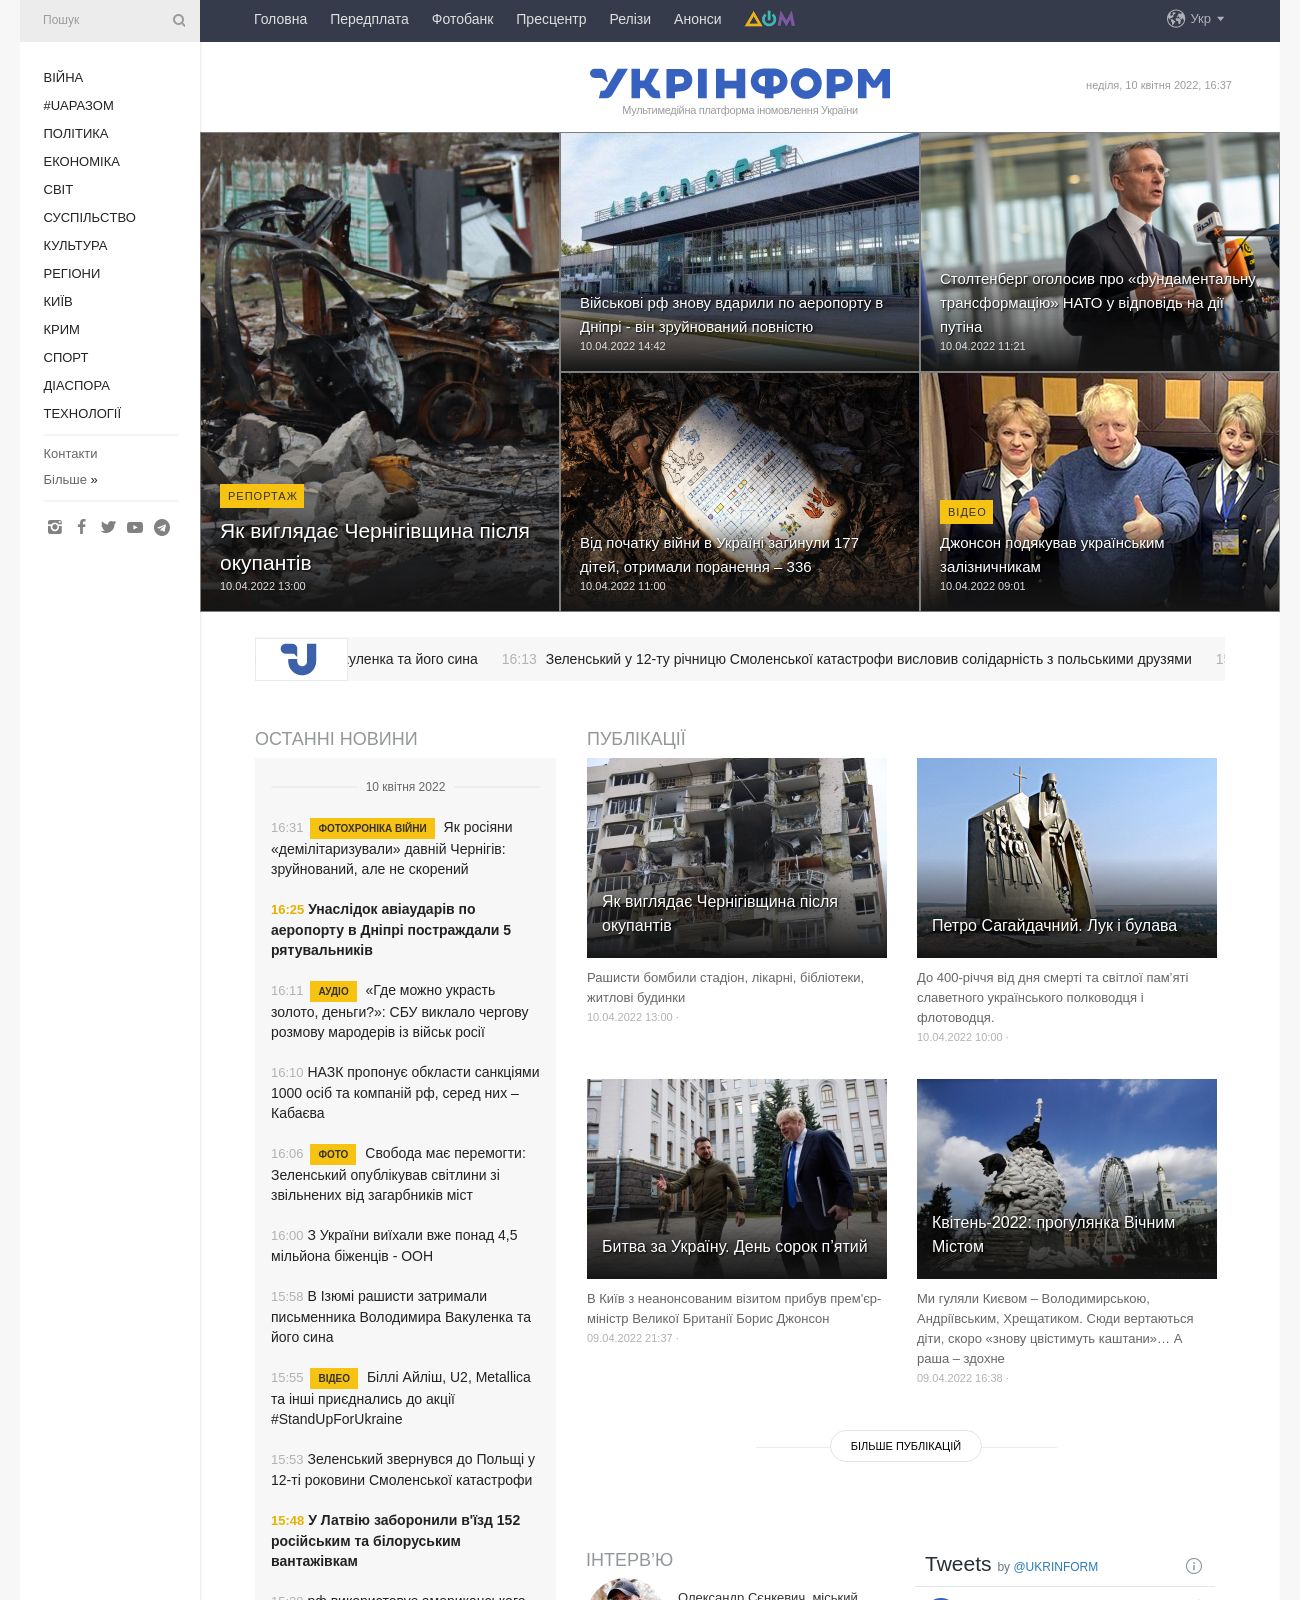 Пошук
Головна Передплата Фотобанк Пресцентр Релізи Анонси ДОМ Укр
ВІЙНА
#UAРАЗОМ
ПОЛІТИКА
ЕКОНОМІКА
СВІТ
СУСПІЛЬСТВО
КУЛЬТУРА
РЕГІОНИ
КИЇВ
КРИМ
СПОРТ
ДІАСПОРА
ТЕХНОЛОГІЇ
Контакти
Більше »
УКРІНФОРМ
Мультимедійна платформа іномовлення України
неділя, 10 квітня 2022, 16:37
РЕПОРТАЖ
Як виглядає Чернігівщина після
окупантів
10.04.2022 13:00
АЕРОПОРТ
Військові рф знову вдарили по аеропорту в
Дніпрі - він зруйнований повністю
10.04.2022 14:42
Столтенберг оголосив про «фундаментальну
трансформацію» НАТО у відповідь на дії
путіна
10.04.2022 11:21
Від початку війни в Україні загинули 177
дітей, отримали поранення – 336
10.04.2022 11:00
ВІДЕО
Джонсон подякував українським
залізничникам
10.04.2022 09:01
куленка та його сина 16:13 Зеленський у 12-ту річницю Смоленської катастрофи висловив солідарність з польськими друзями
ОСТАННІ НОВИНИ
10 квітня 2022
16:31 ФОТОХРОНІКА ВІЙНИ Як росіяни
«демілітаризували» давній Чернігів:
зруйнований, але не скорений
16:25 Унаслідок авіаударів по
аеропорту в Дніпрі постраждали 5
рятувальників
16:11 АУДІО «Где можно украсть
золото, деньги?»: СБУ виклало чергову
розмову мародерів із військ росії
16:10 НАЗК пропонує обкласти санкціями
1000 осіб та компаній рф, серед них –
Кабаєва
16:06 ФОТО Свобода має перемогти:
Зеленський опублікував світлини зі
звільнених від загарбників міст
16:00 З України виїхали вже понад 4,5
мільйона біженців - ООН
15:58 В Ізюмі рашисти затримали
письменника Володимира Вакуленка та
його сина
15:55 ВІДЕО Біллі Айліш, U2, Metallica
та інші приєднались до акції
#StandUpForUkraine
15:53 Зеленський звернувся до Польщі у
12-ті роковини Смоленської катастрофи
15:48 У Латвію заборонили в'їзд 152
російським та білоруським
вантажівкам
рф використовує американського
ПУБЛІКАЦІЇ
Як виглядає Чернігівщина після
окупантів
Рашисти бомбили стадіон, лікарні, бібліотеки,
житлові будинки
10.04.2022 13:00 ·
Петро Сагайдачний. Лук і булава
До 400-річчя від дня смерті та світлої пам’яті
славетного українського полководця і
флотоводця.
10.04.2022 10:00 ·
Битва за Україну. День сорок п’ятий
В Київ з неанонсованим візитом прибув прем'єр-
міністр Великої Британії Борис Джонсон
09.04.2022 21:37 ·
Квітень-2022: прогулянка Вічним
Містом
Ми гуляли Києвом – Володимирською,
Андріївським, Хрещатиком. Сюди вертаються
діти, скоро «знову цвістимуть каштани»… А
раша – здохне
09.04.2022 16:38 ·
БІЛЬШЕ ПУБЛІКАЦІЙ
ІНТЕРВ’Ю
Олександр Сєнкевич, міський
Tweets by @UKRINFORM